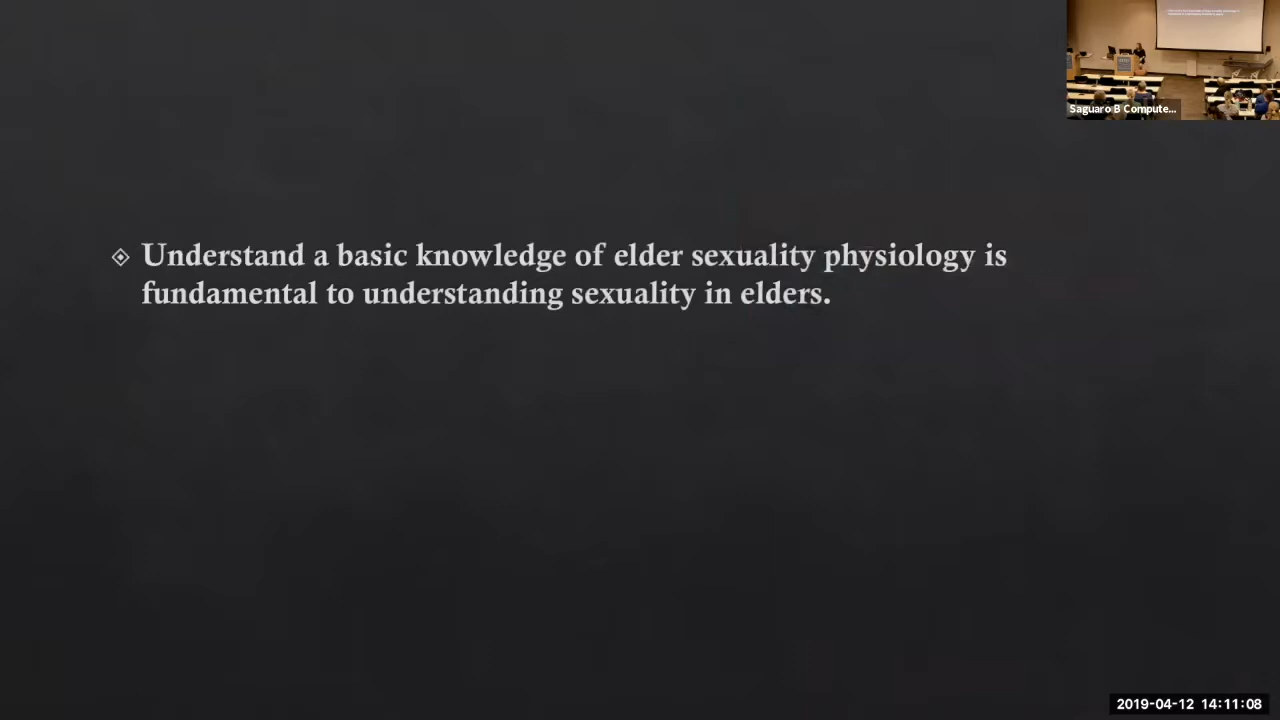 Saguaro B Compute...
Understand a basic knowledge of elder sexuality physiology is
fundamental to understanding sexuality in elders.
2019-04-12 14:11:08